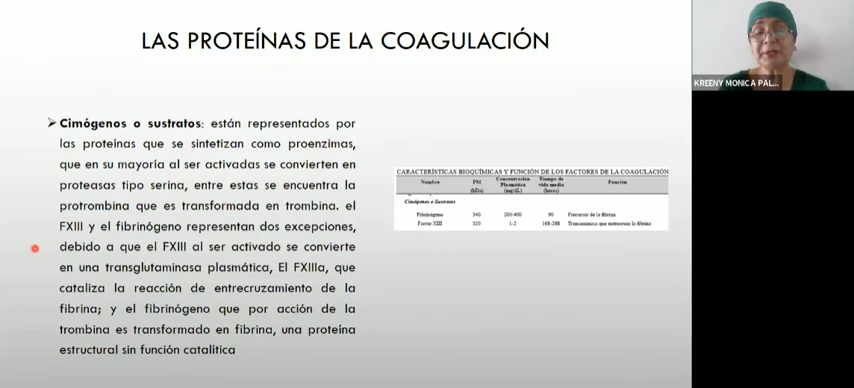 LAS PROTEÍNAS DE LA COAGULACIÓN
KREENY MONICA PAL...
Cimógenos o sustratos: están representados por
las proteínas que se sintetizan como proenzimas,
que en su mayoría al ser activadas se convierten en
proteasas tipo serina, entre estas se encuentra la
protrombina que es transformada en trombina. el
FXIII y el fibrinógeno representan dos excepciones,
debido a que el FXIII al ser activado se convierte
en una transglutaminasa plasmática, El FXIIIa, que
cataliza la reacción de entrecruzamiento de la
fibrina; y el fibrinógeno que por acción de la
trombina es transformado en fibrina, una proteína
estructural sin función catalítica
CARACTERÍSTICAS BIOQUÍMICAS Y FUNCIÓN DE LOS FACTORES DE LA COAGULACIÓN
Nombre PM (kDa) Concentración Plasmática (mg/dL) Tiempo de vida media (horas) Función
Cimógenos o Sustratos
Fibrinógeno 340 200-400 90 Precursor de la fibrina
Factor XIII 320 1-2 168-288 que entrecruza la fibrina